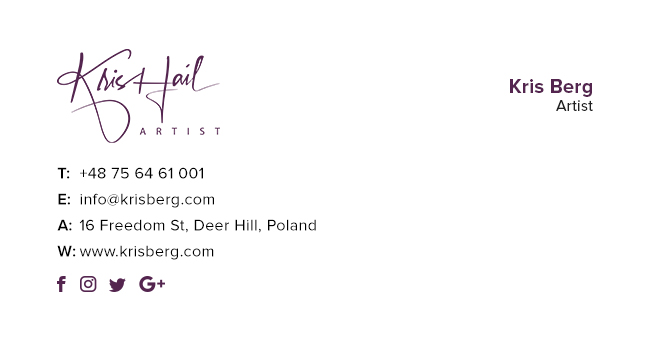 Kris Hail
ARTIST
Kris Berg
Artist
T: +48 75 64 61 001
E: info@krisberg.com
A: 16 Freedom St, Deer Hill, Poland
W: www.krisberg.com
f G+